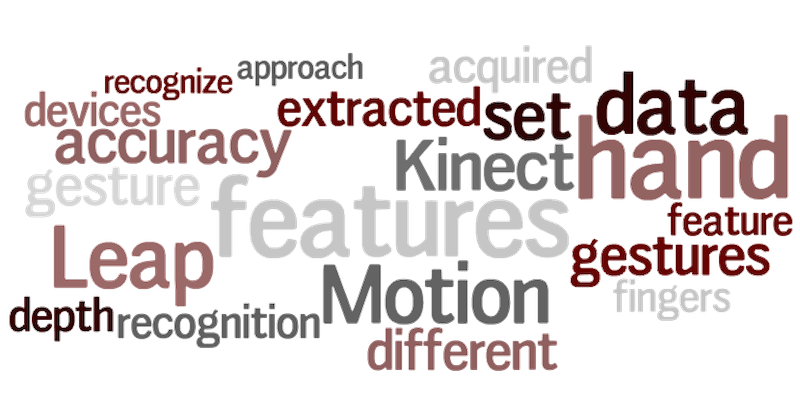 recognize approach acquired
devices extracted set data
accuracy Kinect hand
gesture features feature
Leap gestures
Motion fingers
depth recognition
different